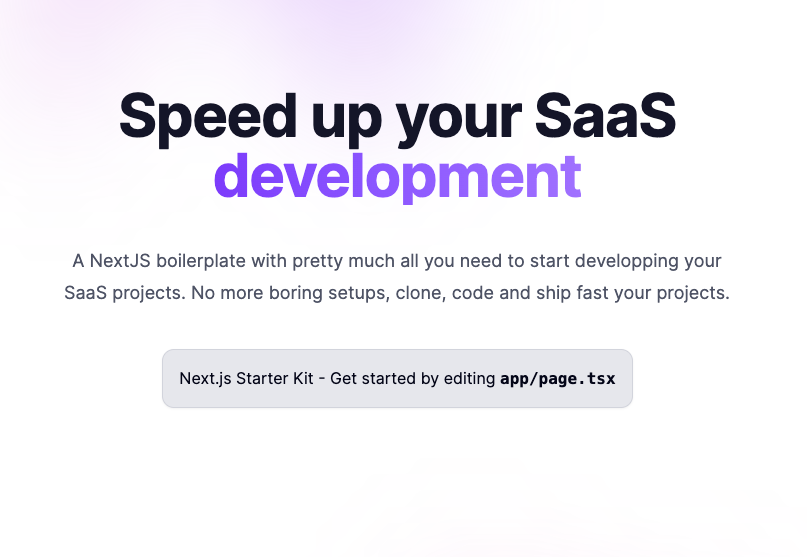 Speed up your SaaS
development
A NextJS boilerplate with pretty much all you need to start developping your
SaaS projects. No more boring setups, clone, code and ship fast your projects.
Next.js Starter Kit - Get started by editing app/page.tsx